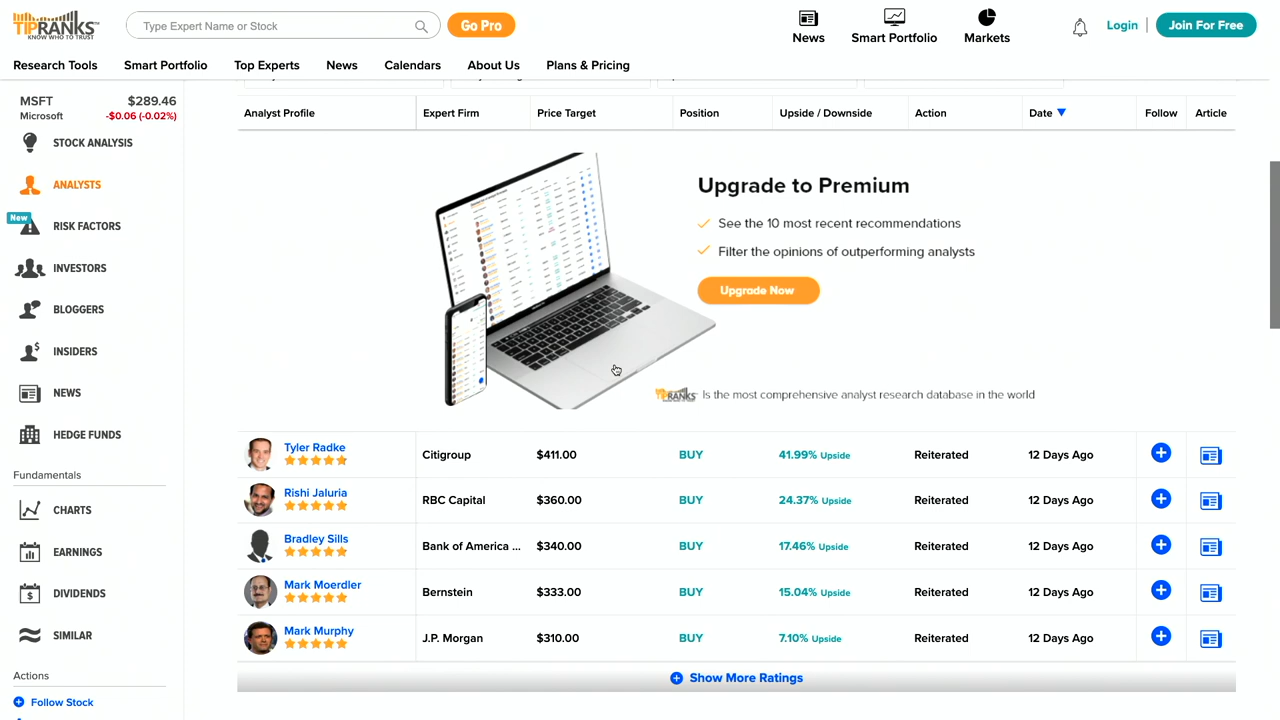 TIPRANKS
KNOW WHO TO TRUST
Type Expert Name or Stock
Go Pro
News
Smart Portfolio
Markets
Login
Join For Free
Research Tools
Smart Portfolio
Top Experts
News
Calendars
About Us
Plans & Pricing
MSFT $289.46
Microsoft -$0.06 (-0.02%)
STOCK ANALYSIS
ANALYSTS
New
RISK FACTORS
INVESTORS
BLOGGERS
INSIDERS
NEWS
HEDGE FUNDS
Fundamentals
CHARTS
EARNINGS
DIVIDENDS
SIMILAR
Actions
Follow Stock
Analyst Profile Expert Firm Price Target Position Upside / Downside Action Date Follow Article
Upgrade to Premium
See the 10 most recent recommendations
Filter the opinions of outperforming analysts
Upgrade Now
TIPRANKS Is the most comprehensive analyst research database in the world
Tyler Radke Citigroup $411.00 BUY 41.99% Upside Reiterated 12 Days Ago
Rishi Jaluria RBC Capital $360.00 BUY 24.37% Upside Reiterated 12 Days Ago
Bradley Sills Bank of America ... $340.00 BUY 17.46% Upside Reiterated 12 Days Ago
Mark Moerdler Bernstein $333.00 BUY 15.04% Upside Reiterated 12 Days Ago
Mark Murphy J.P. Morgan $310.00 BUY 7.10% Upside Reiterated 12 Days Ago
Show More Ratings